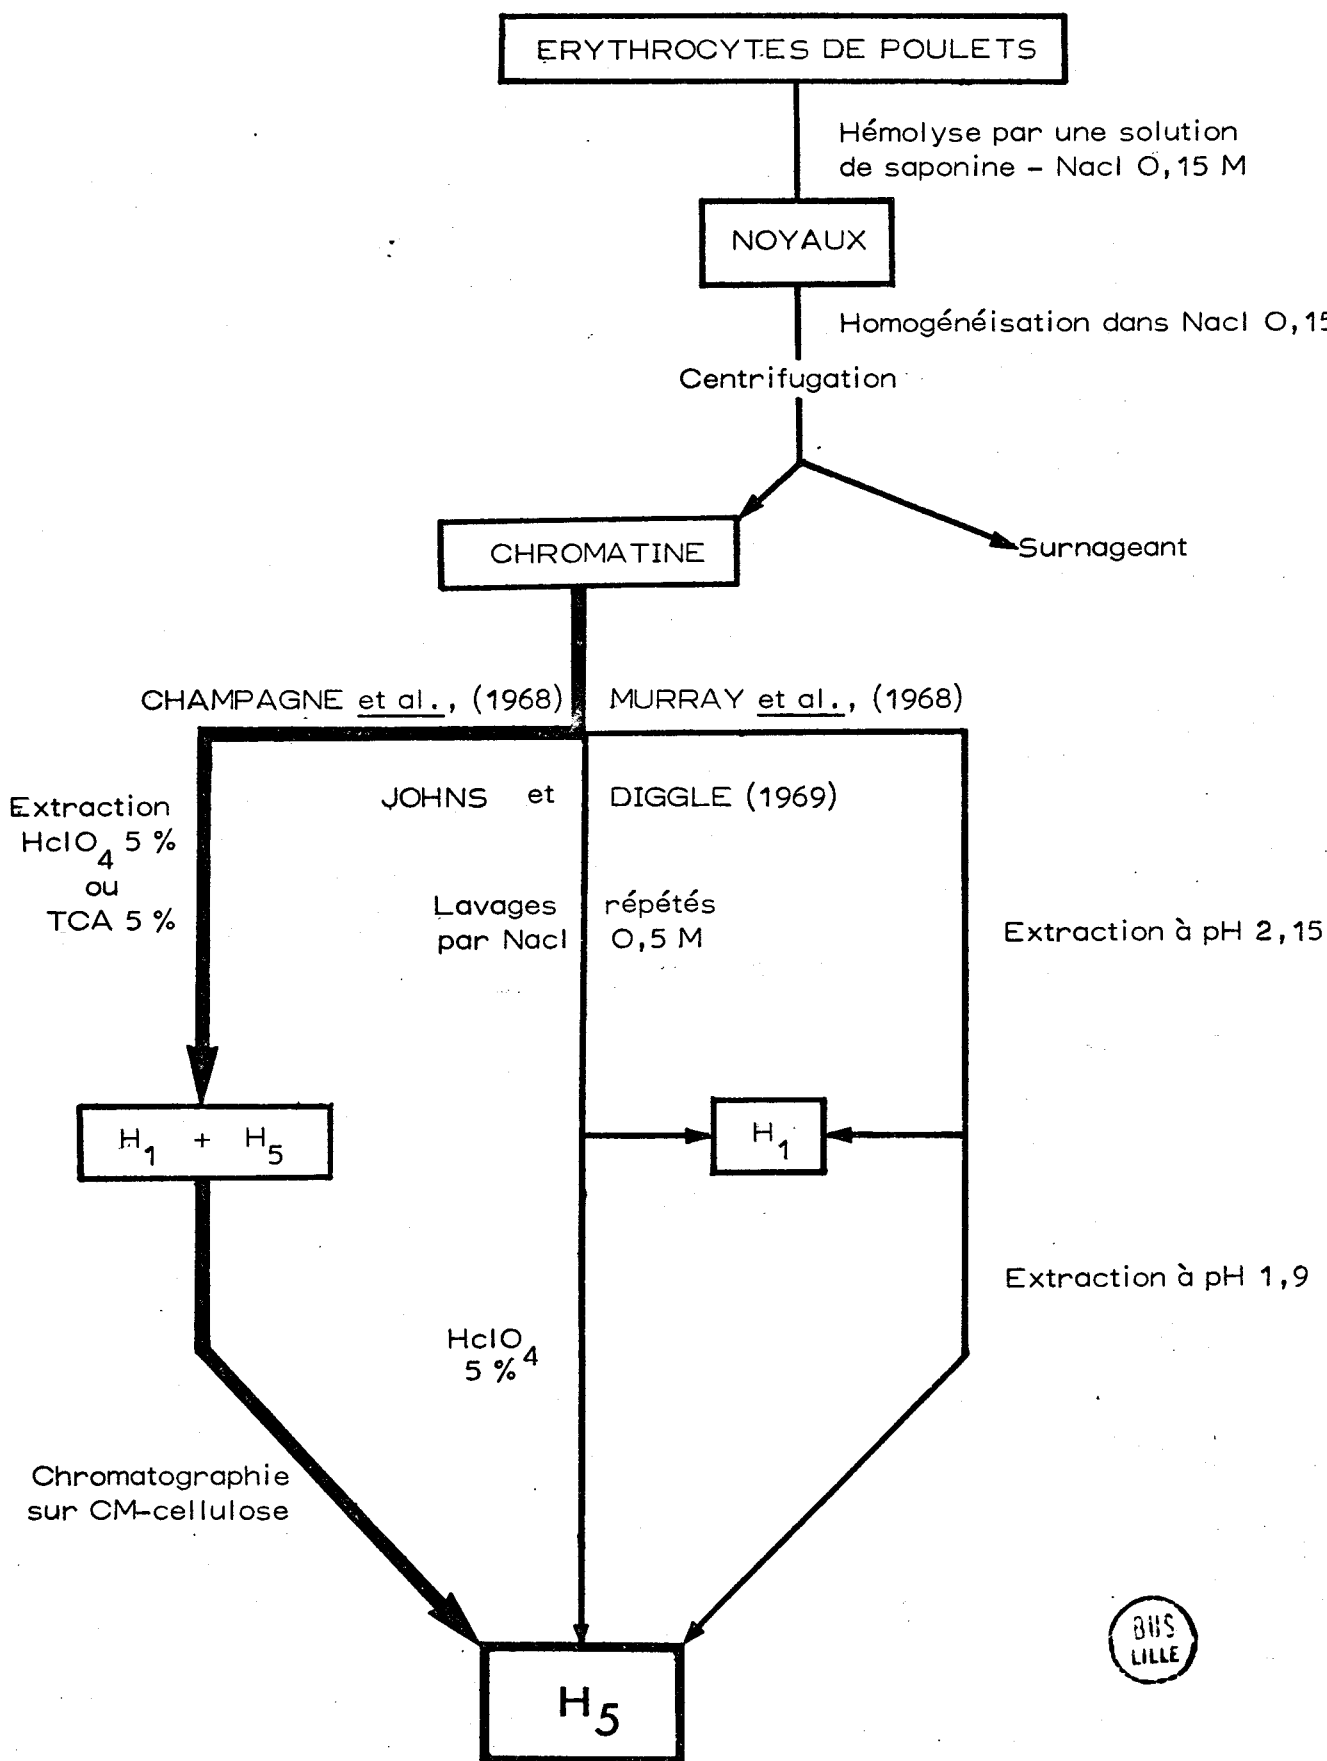 ERYTHROCYTES DE POULETS
Hémolyse par une solution
de saponine – Nacl 0,15 M
NOYAUX
Homogénéisation dans Nacl 0,15
Centrifugation
CHROMATINE
Surnageant
CHAMPAGNE et al., (1968)
MURRAY et al., (1968)
JOHNS et DIGGLE (1969)
Extraction
HclO4 5 %
ou
TCA 5 %
Lavages répétés
par Nacl 0,5 M
Extraction à pH 2,15
H1 + H5
H1
Extraction à pH 1,9
HclO4
5 %
Chromatographie
sur CM-cellulose
H5
BUS
LILLE